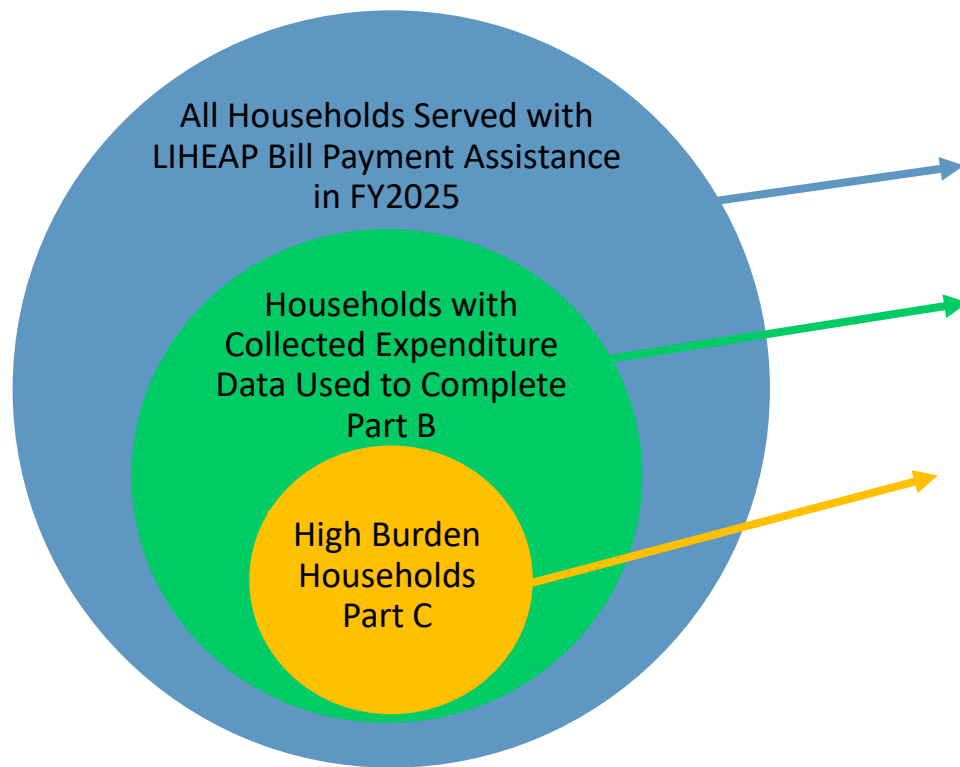 All Households Served with
LIHEAP Bill Payment Assistance
in FY2025
Households with
Collected Expenditure
Data Used to Complete
Part B
High Burden
Households
Part C